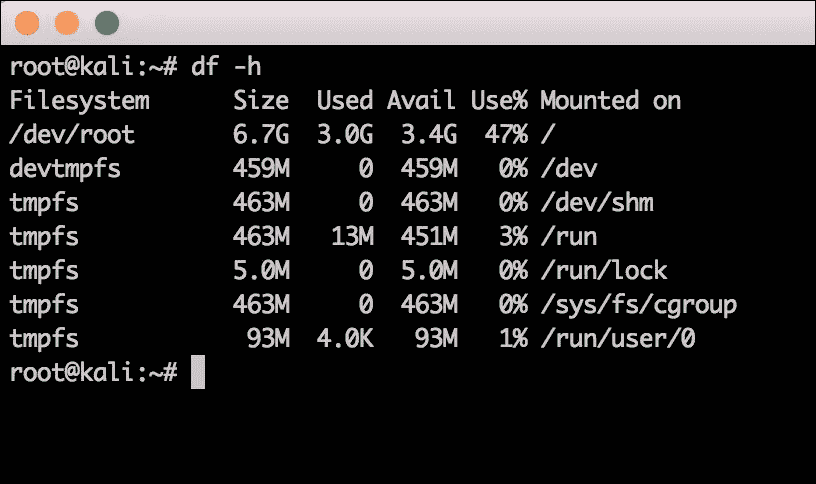 root@kali:~# df -h
Filesystem      Size  Used Avail Use% Mounted on
/dev/root       6.7G  3.0G  3.4G  47% /
devtmpfs        459M     0  459M   0% /dev
tmpfs           463M     0  463M   0% /dev/shm
tmpfs           463M   13M  451M   3% /run
tmpfs           5.0M     0  5.0M   0% /run/lock
tmpfs           463M     0  463M   0% /sys/fs/cgroup
tmpfs            93M  4.0K   93M   1% /run/user/0
root@kali:~#